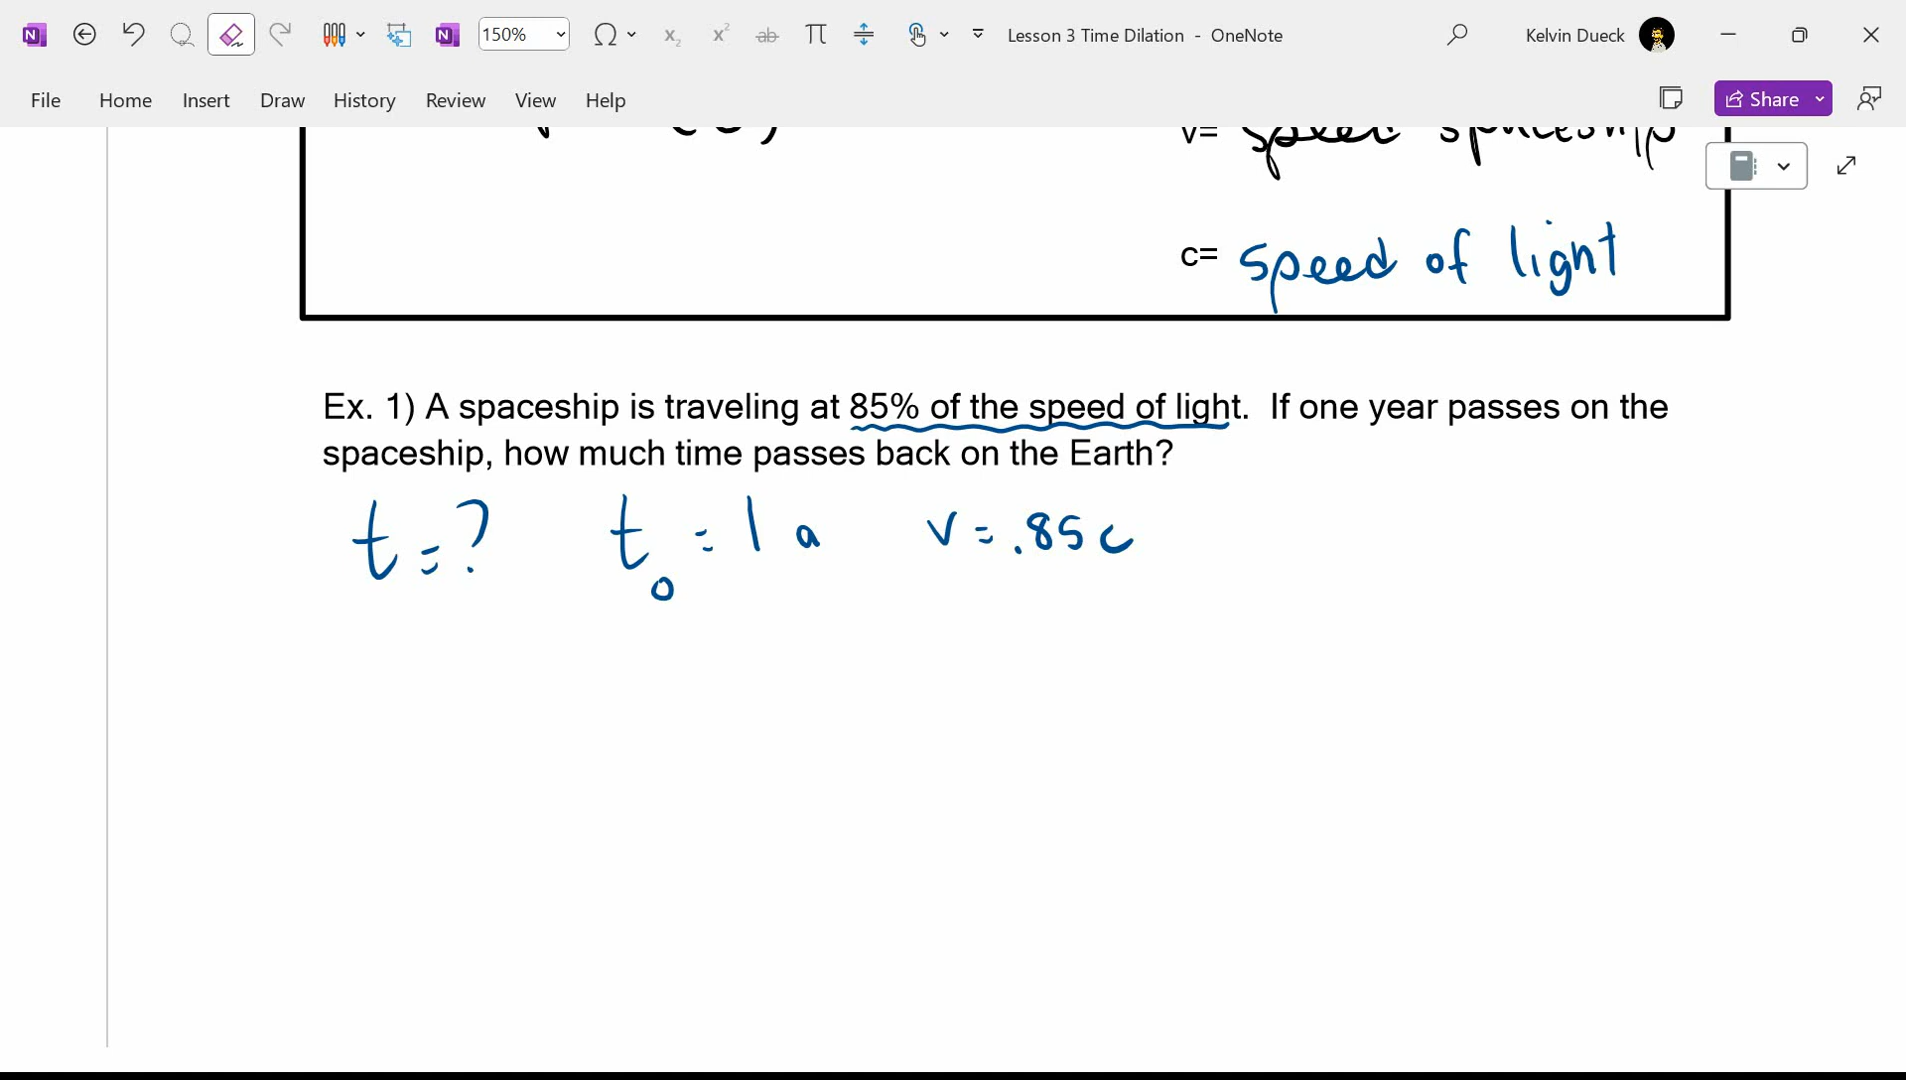 150%
Lesson 3 Time Dilation - OneNote
Kelvin Dueck
File Home Insert Draw History Review View Help
Share
v= speed spaceship
c= speed of light
Ex. 1) A spaceship is traveling at 85% of the speed of light. If one year passes on the
spaceship, how much time passes back on the Earth?
t = ? t₀ = 1 a v = .85 c